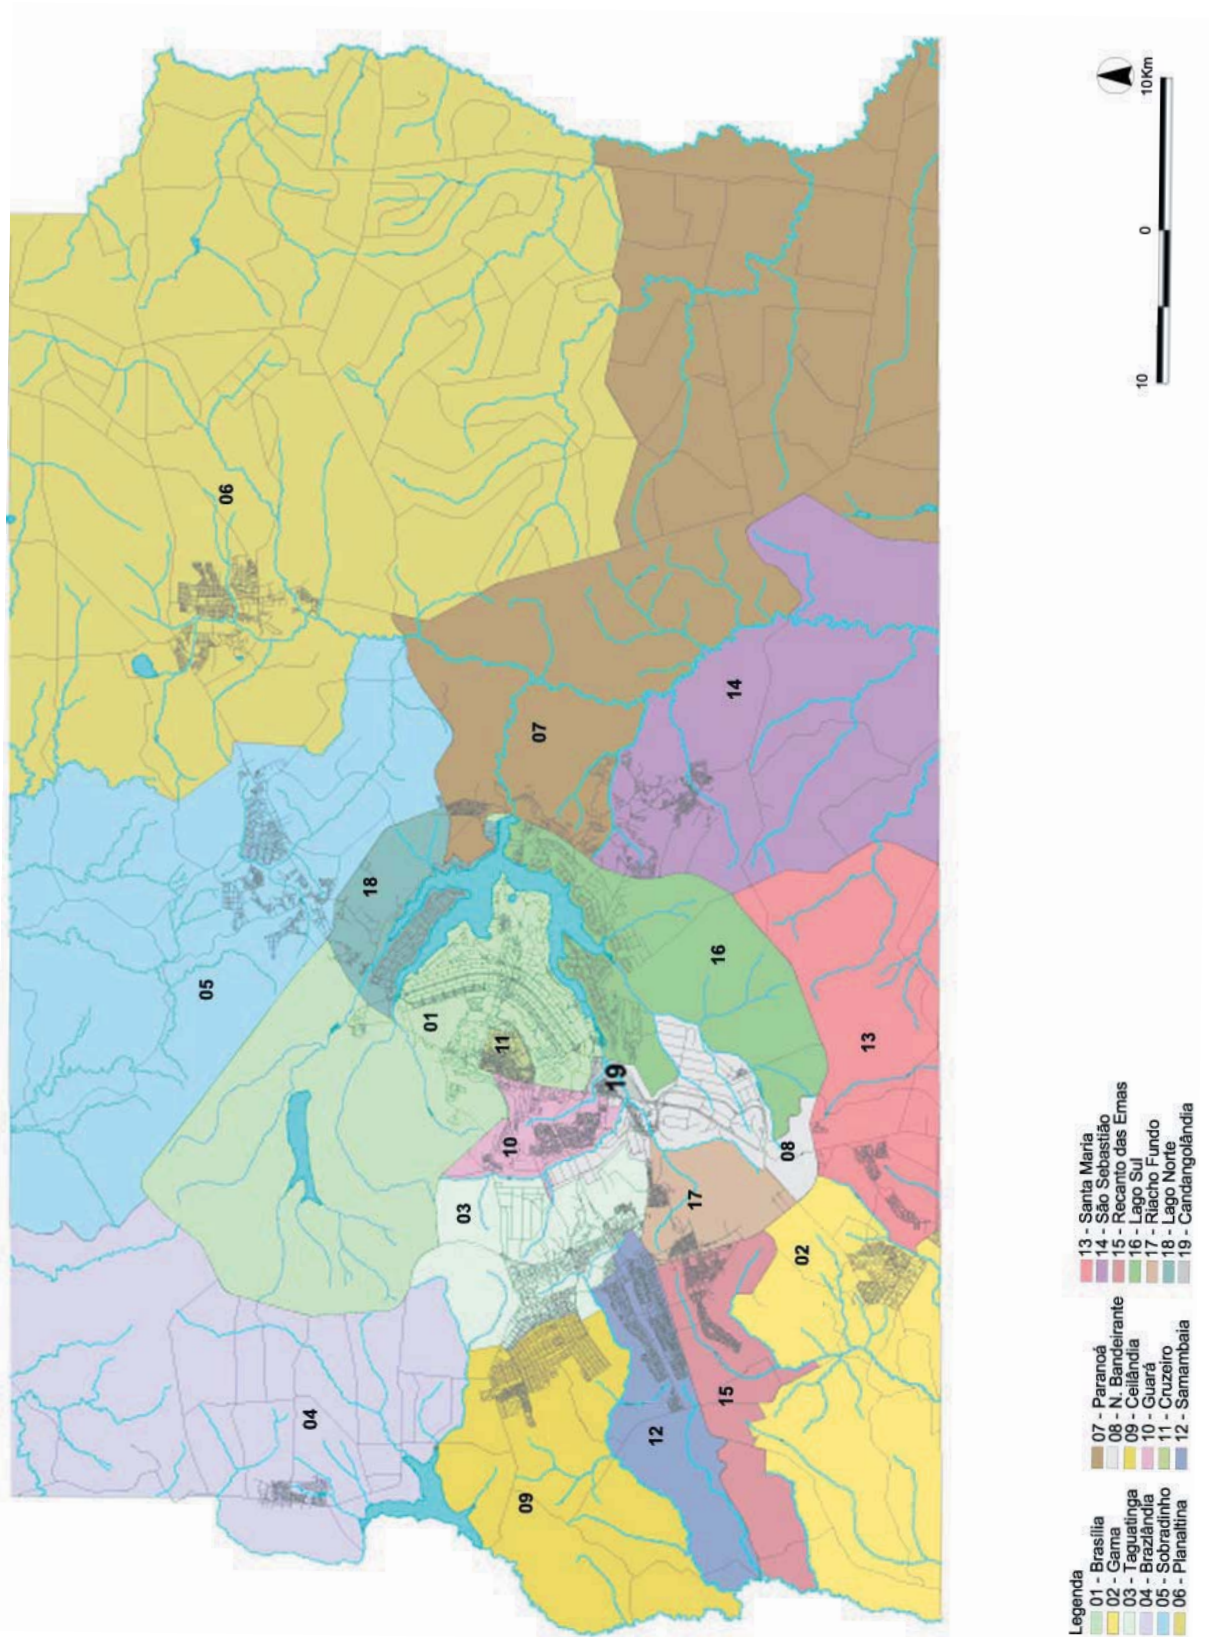 06
05
18
07
14
01
11
16
04
03
10
19
13
08
17
02
09
12
15
10 0 10Km
Legenda
01 - Brasília
02 - Gama
03 - Taguatinga
04 - Brazlândia
05 - Sobradinho
06 - Planaltina
07 - Paranoá
08 - N. Bandeirante
09 - Ceilândia
10 - Guará
11 - Cruzeiro
12 - Samambaia
13 - Santa Maria
14 - São Sebastião
15 - Recanto das Emas
16 - Lago Sul
17 - Riacho Fundo
18 - Lago Norte
19 - Candangolândia